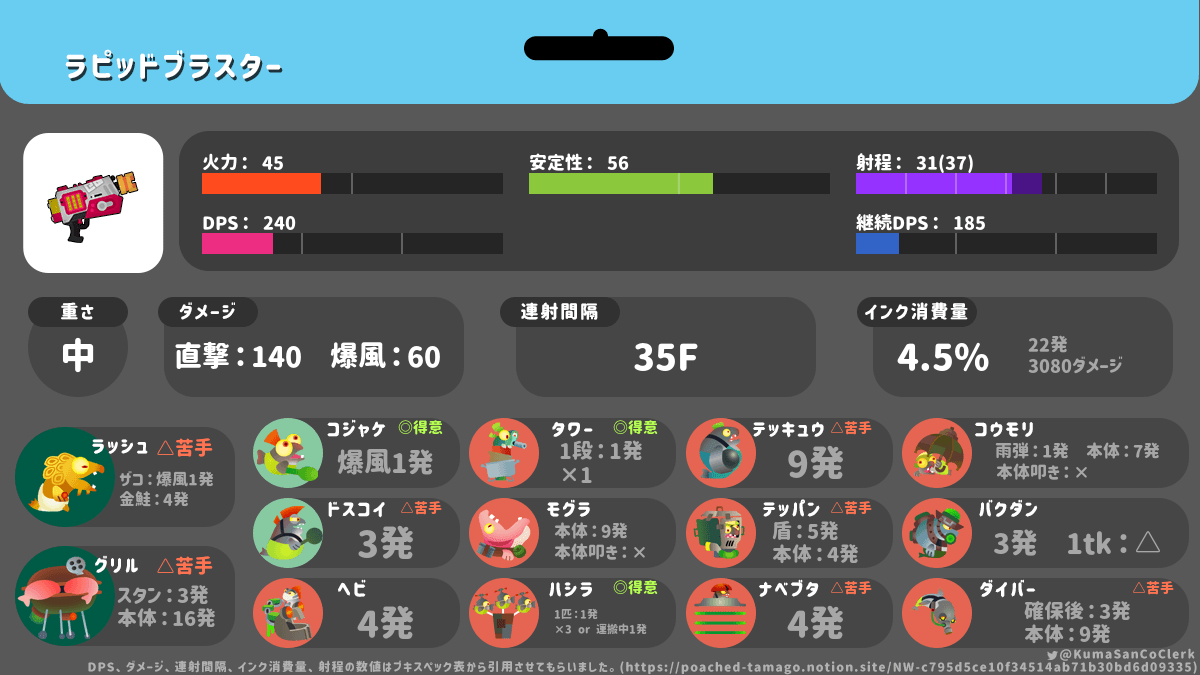 ラピッドブラスター
火力： 45
安定性： 56
射程： 31(37)
DPS： 240
継続DPS： 185
重さ
中
ダメージ
直撃：140 爆風：60
連射間隔
35F
インク消費量
4.5%
22発
3080ダメージ
ラッシュ △苦手
ザコ：爆風1発
金鮭：4発
グリル △苦手
スタン：3発
本体：16発
コジャケ ◎得意
爆風1発
タワー ◎得意
1段：1発
×1
テッキュウ △苦手
9発
コウモリ
雨弾：1発 本体：7発
本体叩き：×
ドスコイ △苦手
3発
モグラ
本体：9発
本体叩き：×
テッパン △苦手
盾：5発
本体：4発
バクダン
3発 1tk：△
ヘビ
4発
ハシラ ◎得意
1匹：1発
×3 or 運搬中1発
ナベブタ △苦手
4発
ダイバー △苦手
確保後：3発
本体：9発
@KumaSanCoClerk
DPS、ダメージ、連射間隔、インク消費量、射程の数値はブキスペック表から引用させてもらいました。(https://poached-tamago.notion.site/NW-c795d5ce10f34514ab71b30bd6d09335)